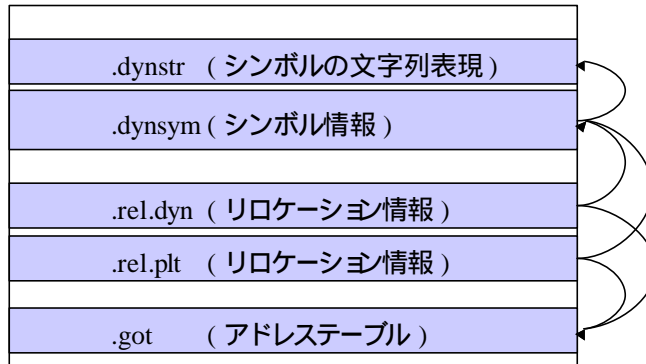 .dynstr (シンボルの文字列表現)
.dynsym (シンボル情報)
.rel.dyn (リロケーション情報)
.rel.plt (リロケーション情報)
.got (アドレステーブル)